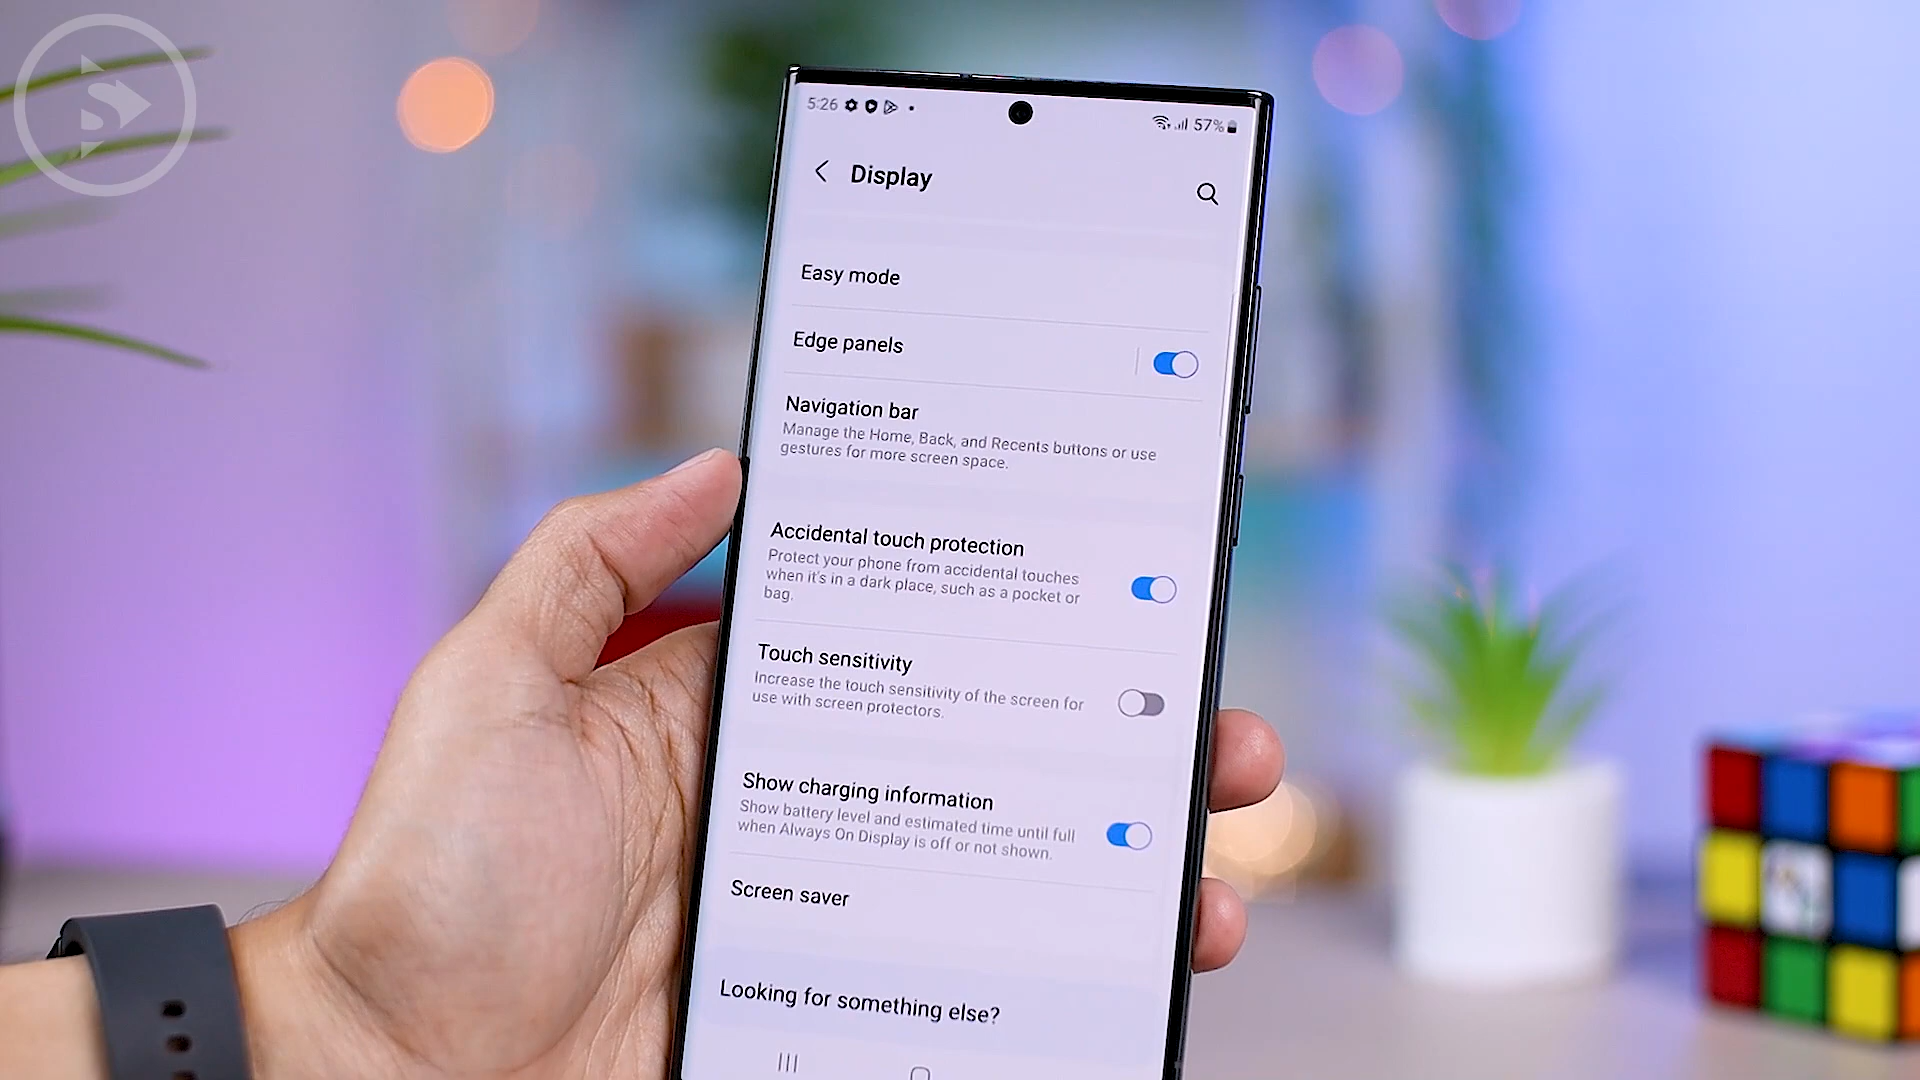 5:26
57%
Display
Easy mode
Edge panels
Navigation bar
Manage the Home, Back, and Recents buttons or use
gestures for more screen space.
Accidental touch protection
Protect your phone from accidental touches
when it's in a dark place, such as a pocket or
bag.
Touch sensitivity
Increase the touch sensitivity of the screen for
use with screen protectors.
Show charging information
Show battery level and estimated time until full
when Always On Display is off or not shown.
Screen saver
Looking for something else?